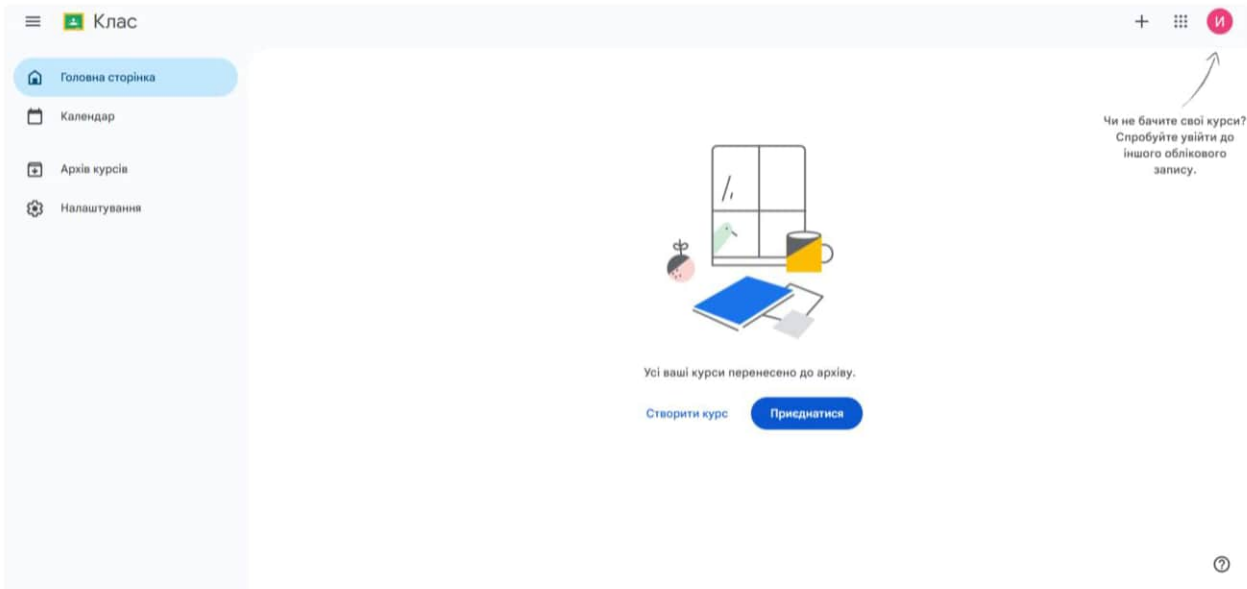 Клас
И
Головна сторінка
Календар
Архів курсів
Налаштування
Чи не бачите свої курси?
Спробуйте увійти до
іншого облікового
запису.
Усі ваші курси перенесено до архіву.
Створити курс
Приєднатися